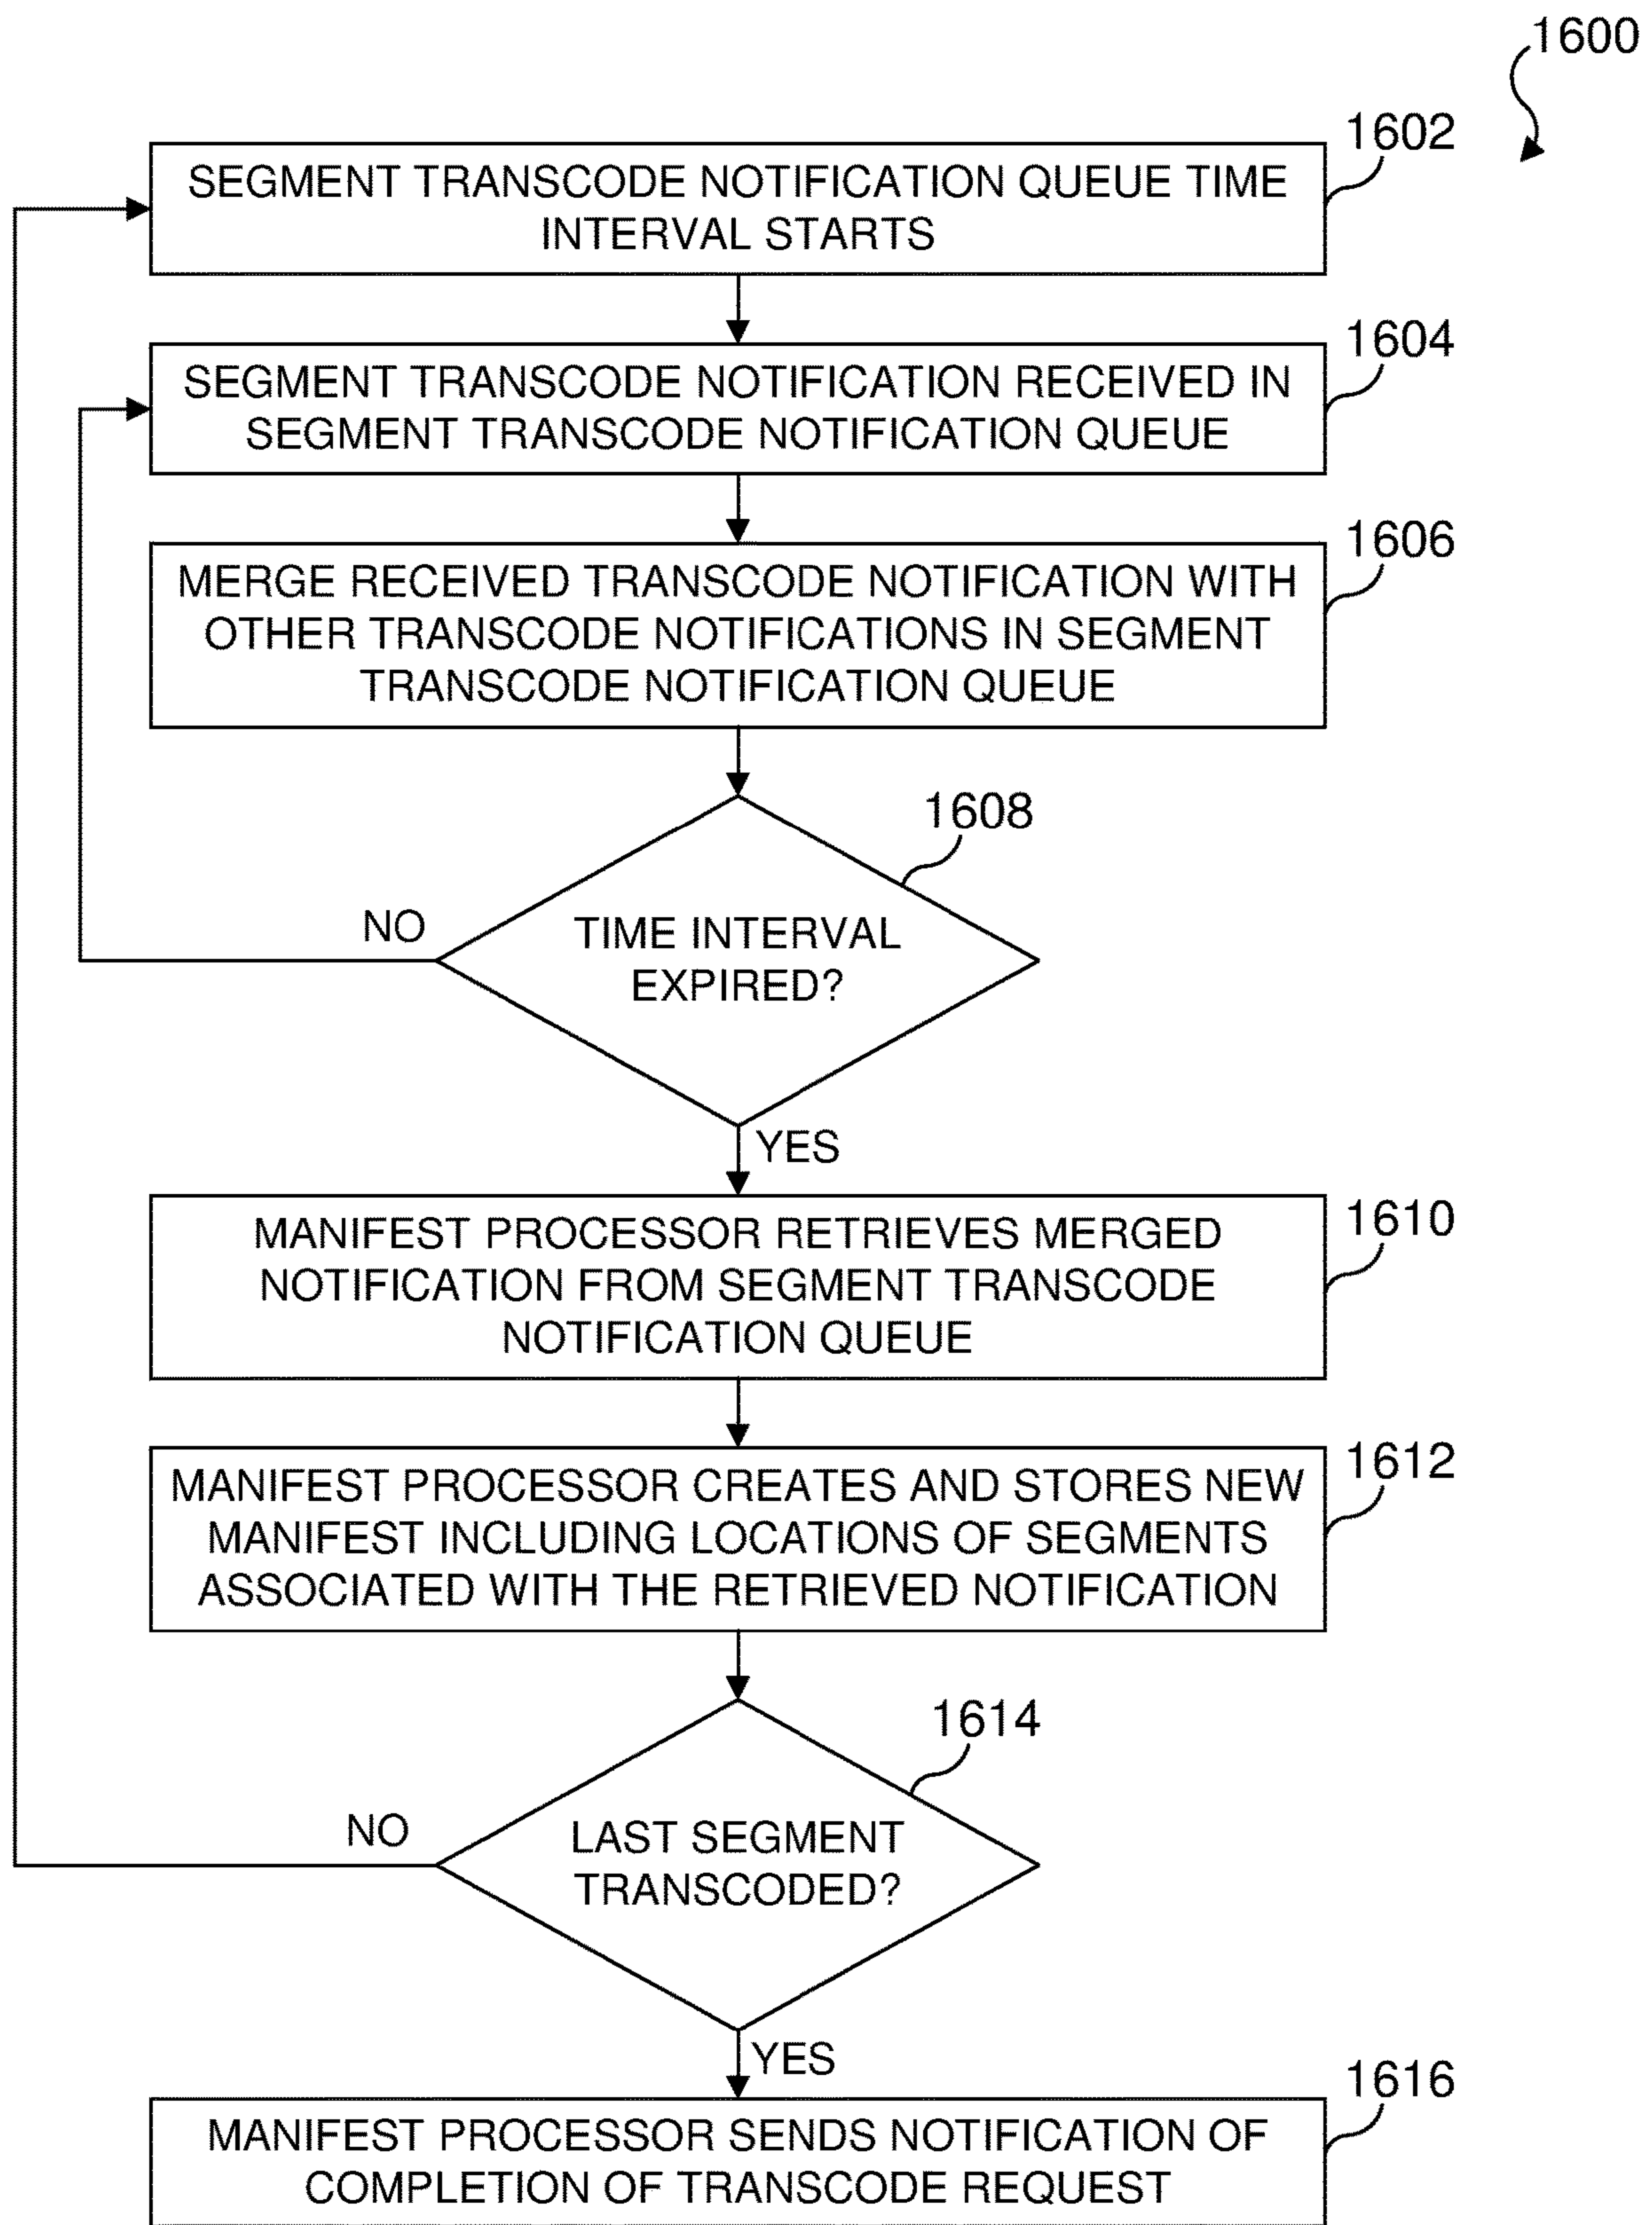 1600
1602
SEGMENT TRANSCODE NOTIFICATION QUEUE TIME
INTERVAL STARTS
1604
SEGMENT TRANSCODE NOTIFICATION RECEIVED IN
SEGMENT TRANSCODE NOTIFICATION QUEUE
1606
MERGE RECEIVED TRANSCODE NOTIFICATION WITH
OTHER TRANSCODE NOTIFICATIONS IN SEGMENT
TRANSCODE NOTIFICATION QUEUE
1608
NO
TIME INTERVAL
EXPIRED?
YES
1610
MANIFEST PROCESSOR RETRIEVES MERGED
NOTIFICATION FROM SEGMENT TRANSCODE
NOTIFICATION QUEUE
1612
MANIFEST PROCESSOR CREATES AND STORES NEW
MANIFEST INCLUDING LOCATIONS OF SEGMENTS
ASSOCIATED WITH THE RETRIEVED NOTIFICATION
1614
NO
LAST SEGMENT
TRANSCODED?
YES
1616
MANIFEST PROCESSOR SENDS NOTIFICATION OF
COMPLETION OF TRANSCODE REQUEST